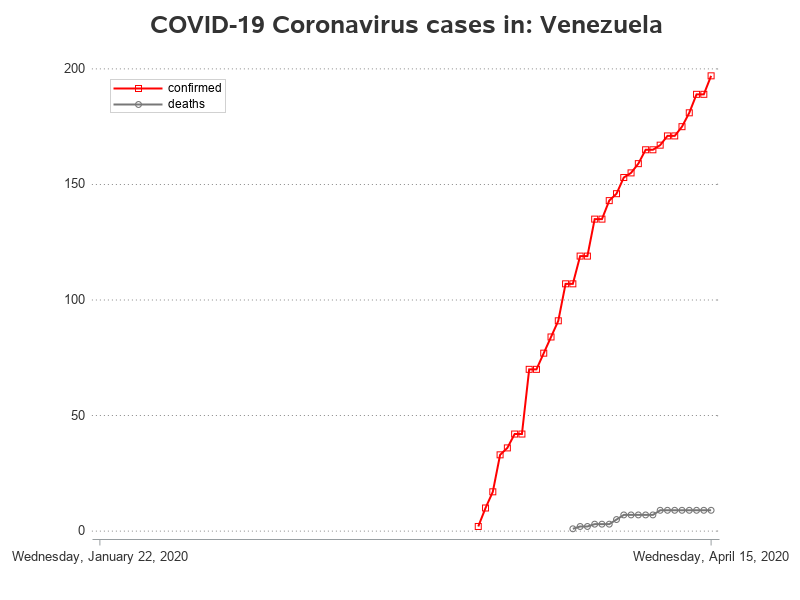 COVID-19 Coronavirus cases in: Venezuela
200
confirmed
deaths
150
100
50
0
Wednesday, January 22, 2020
Wednesday, April 15, 2020